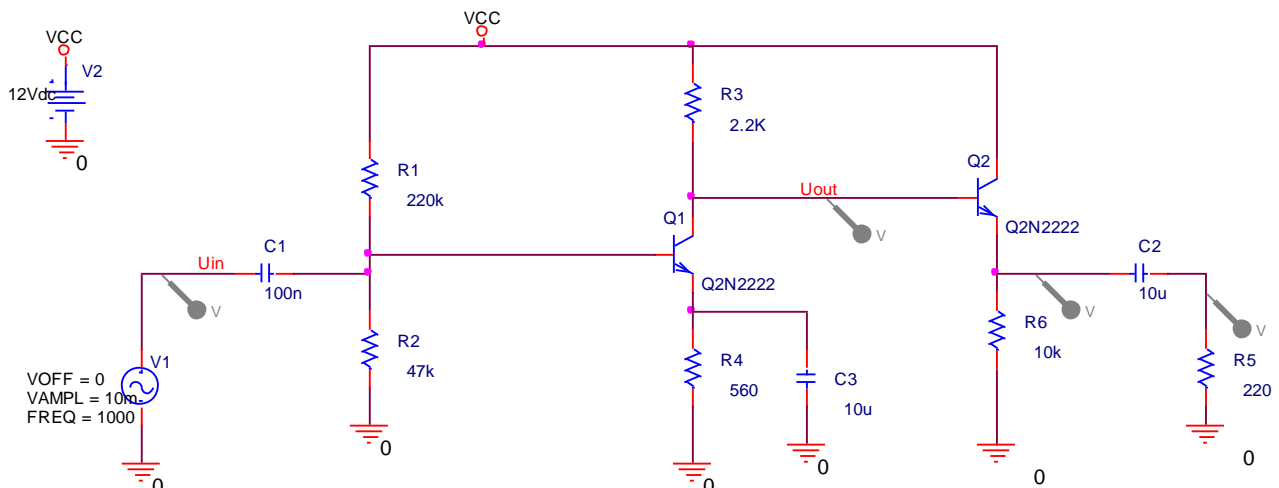 VCC
V2
12Vdc
0
VCC
R1
220k
R3
2.2K
Q2
Uout
V
Q2N2222
Q1
Q2N2222
C1
Uin
100n
V
C2
10u
V
V
R2
47k
R4
560
C3
10u
R6
10k
R5
220
V1
VOFF = 0
VAMPL = 10m
FREQ = 1000
0
0
0
0
0
0